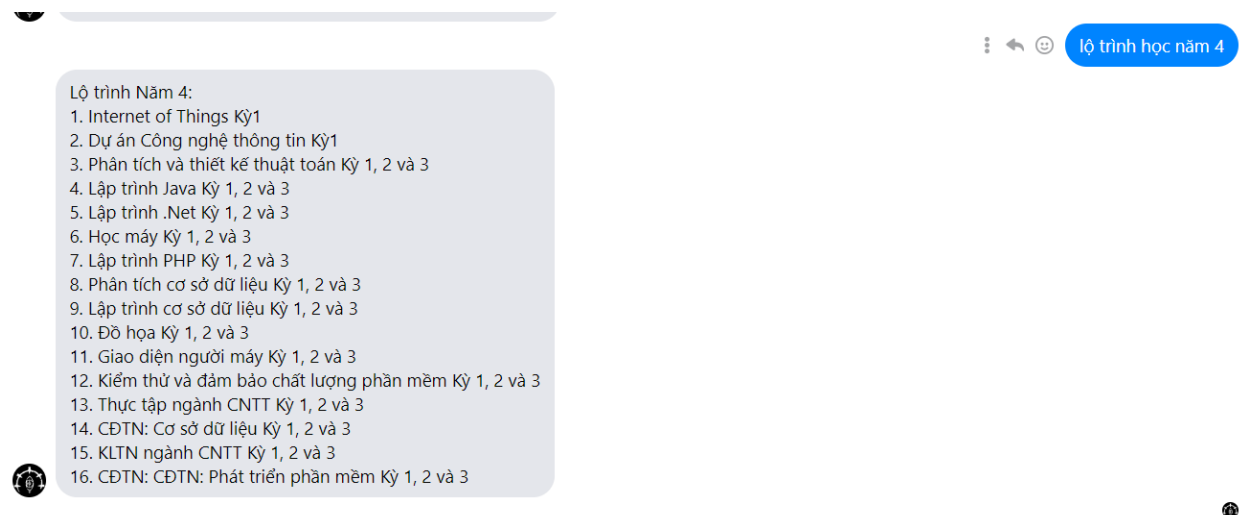 lộ trình học năm 4
Lộ trình Năm 4:
1. Internet of Things Kỳ1
2. Dự án Công nghệ thông tin Kỳ1
3. Phân tích và thiết kế thuật toán Kỳ 1, 2 và 3
4. Lập trình Java Kỳ 1, 2 và 3
5. Lập trình .Net Kỳ 1, 2 và 3
6. Học máy Kỳ 1, 2 và 3
7. Lập trình PHP Kỳ 1, 2 và 3
8. Phân tích cơ sở dữ liệu Kỳ 1, 2 và 3
9. Lập trình cơ sở dữ liệu Kỳ 1, 2 và 3
10. Đồ họa Kỳ 1, 2 và 3
11. Giao diện người máy Kỳ 1, 2 và 3
12. Kiểm thử và đảm bảo chất lượng phần mềm Kỳ 1, 2 và 3
13. Thực tập ngành CNTT Kỳ 1, 2 và 3
14. CĐTN: Cơ sở dữ liệu Kỳ 1, 2 và 3
15. KLTN ngành CNTT Kỳ 1, 2 và 3
16. CĐTN: CĐTN: Phát triển phần mềm Kỳ 1, 2 và 3